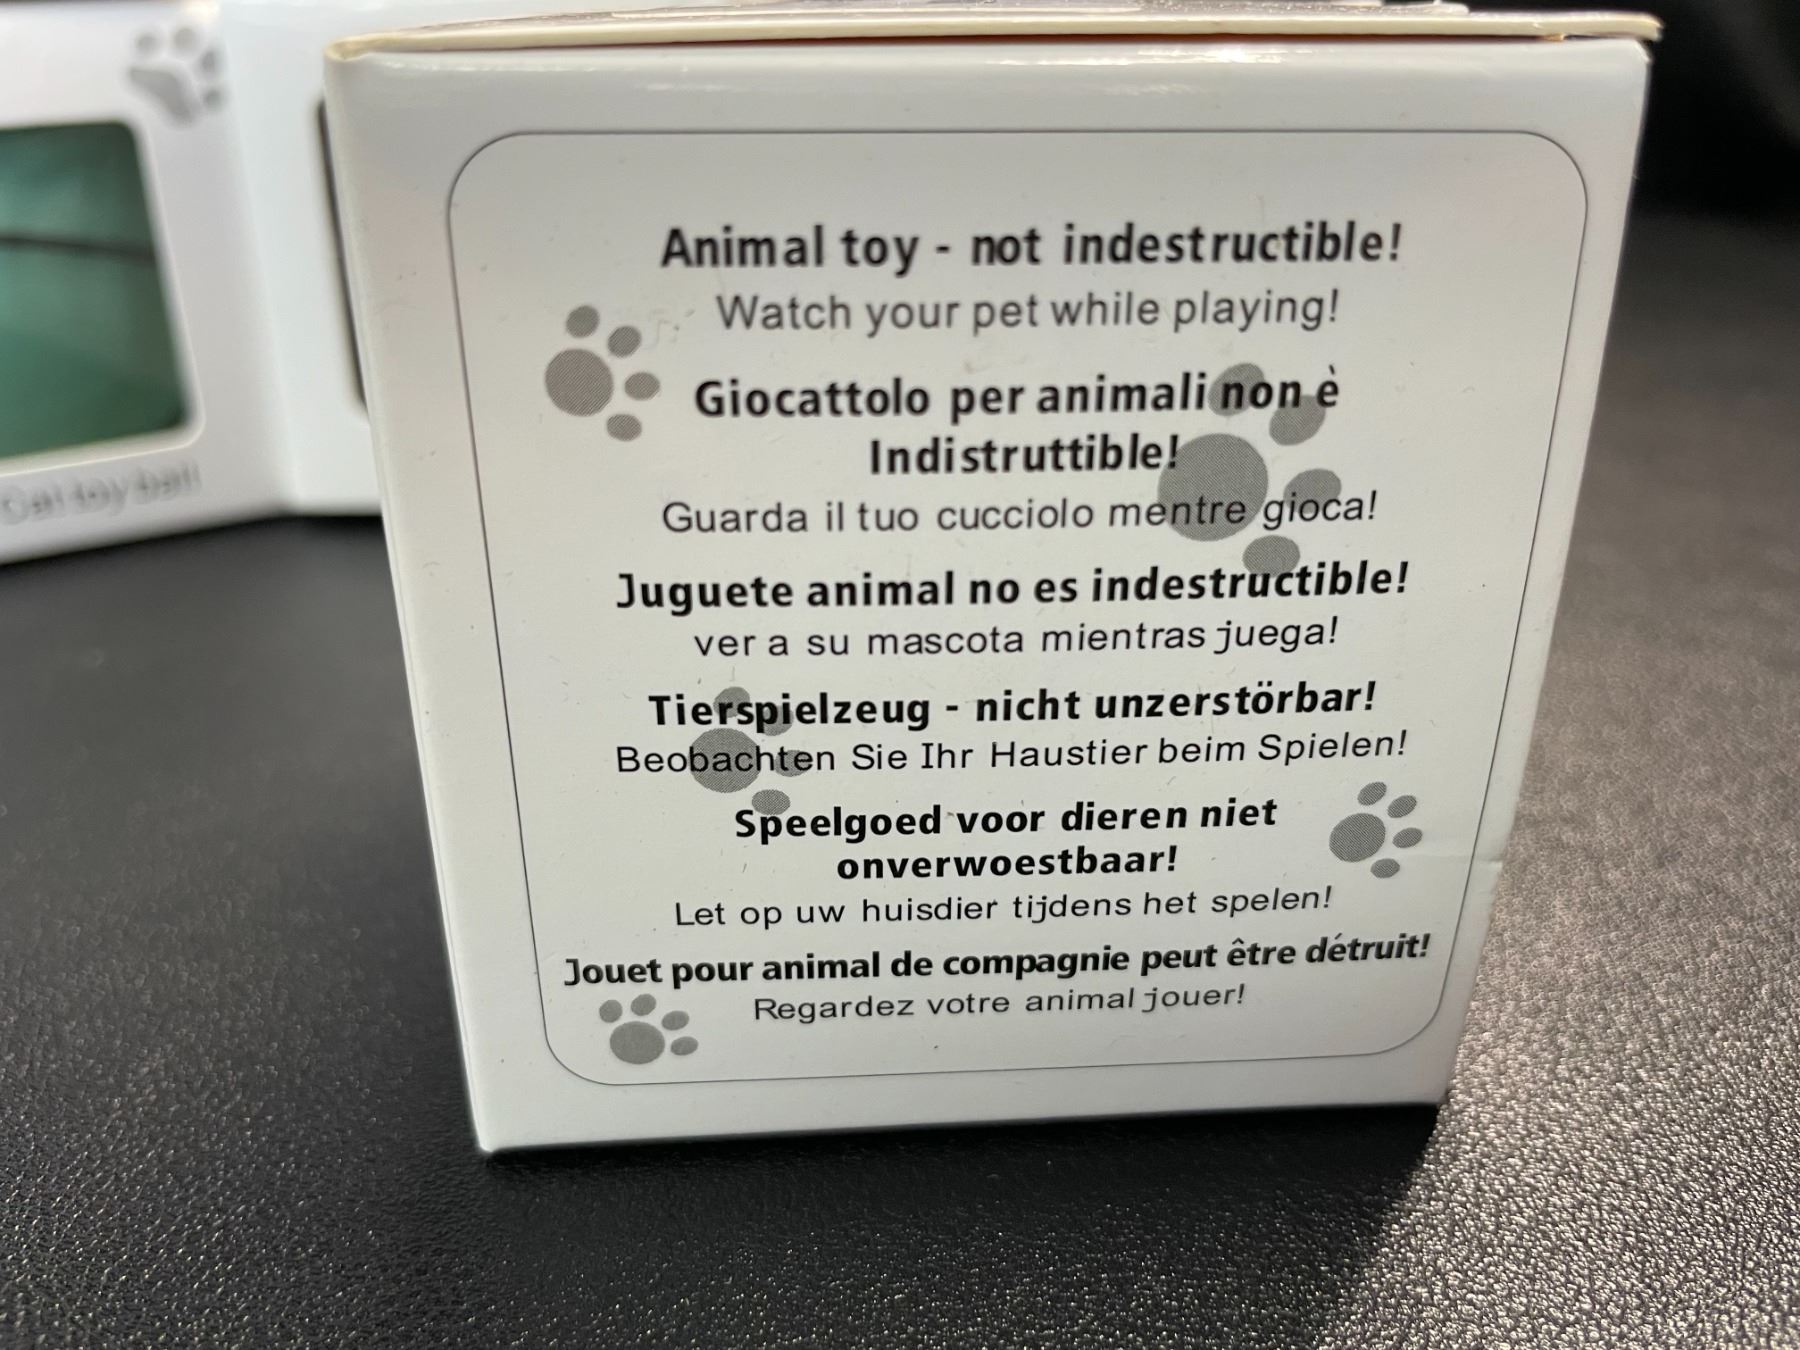 Animal toy - not indestructible!
Watch your pet while playing!
Giocattolo per animali non è
Indistruttible!
Guarda il tuo cucciolo mentre gioca!
Juguete animal no es indestructible!
ver a su mascota mientras juega!
Tierspielzeug - nicht unzerstörbar!
Beobachten Sie Ihr Haustier beim Spielen!
Speelgoed voor dieren niet
onverwoestbaar!
Let op uw huisdier tijdens het spelen!
Jouet pour animal de compagnie peut être détruit!
Regardez votre animal jouer!
Cat toy ball